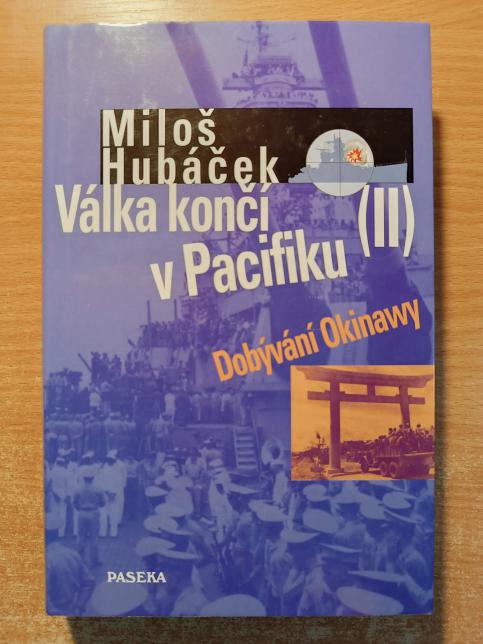 Miloš
Hubáček
Válka končí
v Pacifiku (II)
Dobývání Okinawy
PASEKA